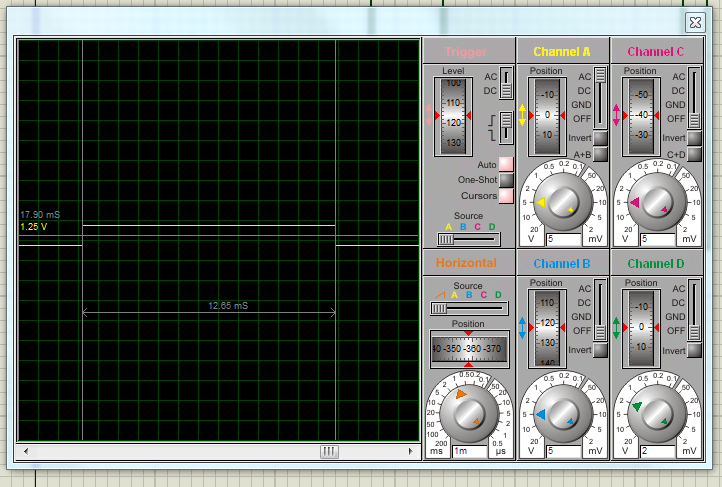 Trigger
Level
100
110
120
130
AC
DC
Auto
One-Shot
Cursors
Source
A B C D
Channel A
Position
-10
0
10
AC
DC
GND
OFF
Invert
A+B
20
10
5
2
1
0.5
0.2
0.1
50
20
10
5
2
V
5
mV
Channel C
Position
-50
-40
-30
AC
DC
GND
OFF
Invert
C+D
20
10
5
2
1
0.5
0.2
0.1
50
20
10
5
2
V
5
mV
17.90 mS
1.25 V
12.65 mS
Horizontal
Source
A B C D
Position
40 -350 -360 -370
200
100
50
20
10
5
2
1
0.5
0.2
0.1
50
20
10
5
2
1
0.5
ms
1m
µs
Channel B
Position
110
120
130
140
AC
DC
GND
OFF
Invert
20
10
5
2
1
0.5
0.2
0.1
50
20
10
5
2
V
5
mV
Channel D
Position
-10
0
10
AC
DC
GND
OFF
Invert
20
10
5
2
1
0.5
0.2
0.1
50
20
10
5
2
V
2
mV